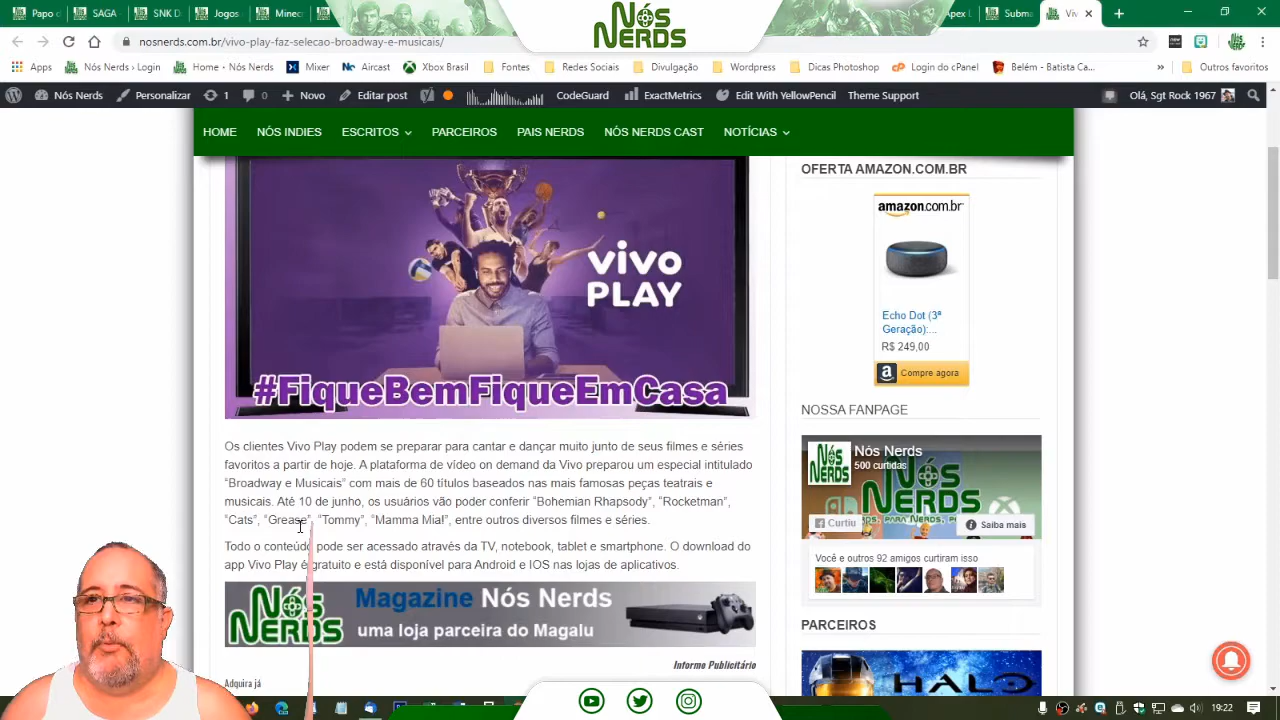 Papo d
SAGA
SNK D
Jogos
Minec
NÓS
NERDS
Apex L
Subma
Viv
nosnerds.com.br/vivo-play-faz-selecao-broadway-e-musicais/
Apps
Nós Nerds › Login
Home - Nós Nerds
Mixer
Aircast
Xbox Brasil
Fontes
Redes Sociais
Divulgação
Wordpress
Dicas Photoshop
Login do cPanel
Belém - Batista Ca...
»
Outros favoritos
Nós Nerds
Personalizar
1
0
Novo
Editar post
CodeGuard
ExactMetrics
Edit With YellowPencil
Theme Support
Olá, Sgt Rock 1967
HOME
NÓS INDIES
ESCRITOS
PARCEIROS
PAIS NERDS
NÓS NERDS CAST
NOTÍCIAS
vivo
PLAY
#FiqueBemFiqueEmCasa
Os clientes Vivo Play podem se preparar para cantar e dançar muito junto de seus filmes e séries
favoritos a partir de hoje. A plataforma de vídeo on demand da Vivo preparou um especial intitulado
“Broadway e Musicais” com mais de 60 títulos baseados nas mais famosas peças teatrais e
musicais. Até 10 de junho, os usuários vão poder conferir “Bohemian Rhapsody”, “Rocketman”,
“Cats”, “Grease”, “Tommy”, “Mamma Mia!”, entre outros diversos filmes e séries.
Todo o conteúdo pode ser acessado através da TV, notebook, tablet e smartphone. O download do
app Vivo Play é gratuito e está disponível para Android e IOS nas lojas de aplicativos.
NÓS
NERDS
Magazine Nós Nerds
uma loja parceira do Magalu
Informe Publicitário
Adquira já
OFERTA AMAZON.COM.BR
amazon.com.br
Echo Dot (3ª
Geração):...
R$ 249,00
Compre agora
NOSSA FANPAGE
NÓS
NERDS
Nós Nerds
500 curtidas
Curtiu
Saiba mais
Você e outros 92 amigos curtiram isso
PARCEIROS
HALO
19:22